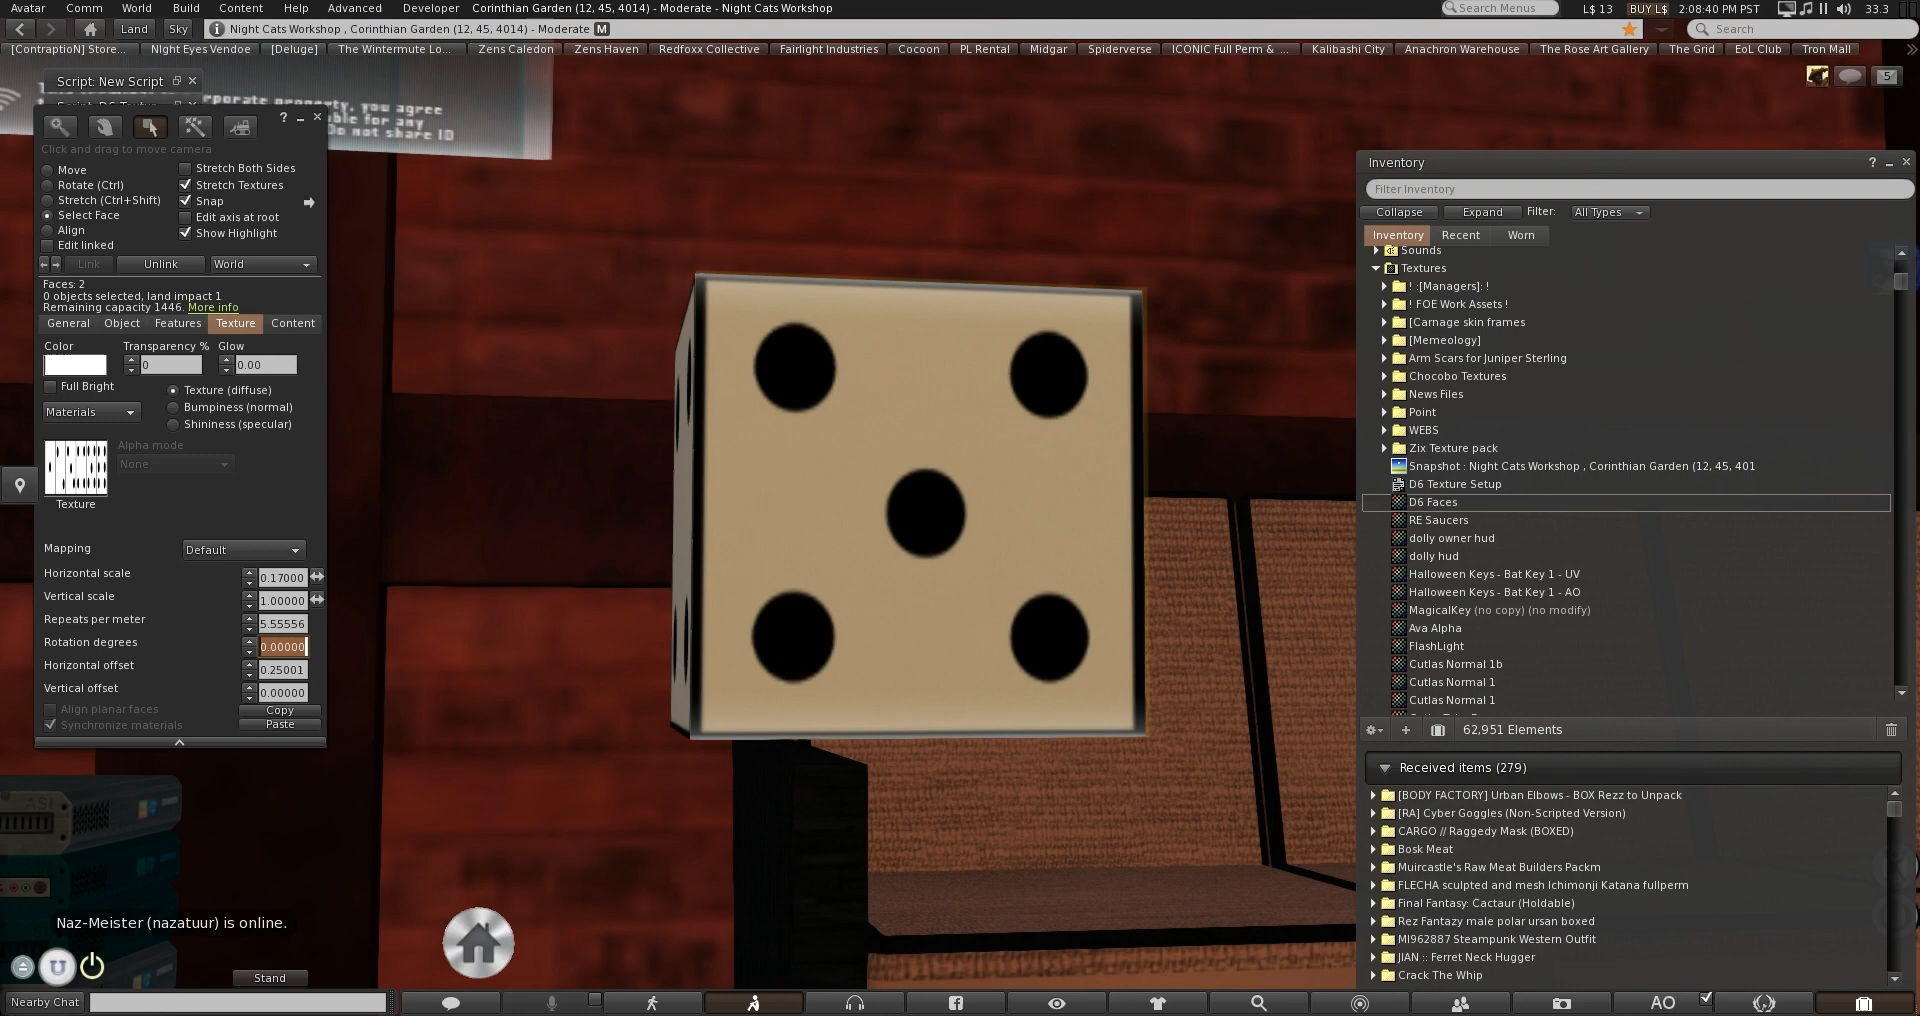 Avatar Comm World Build Content Help Advanced Developer Corinthian Garden (12, 45, 4014) - Moderate - Night Cats Workshop Search Menus L$ 13 BUY L$ 2:08:40 PM PST 33.3
Land Sky Night Cats Workshop , Corinthian Garden (12, 45, 4014) - Moderate M Search
[ContraptioN] Store... Night Eyes Vendoe [Deluge] The Wintermute Lo... Zens Caledon Zens Haven Redfoxx Collective Fairlight Industries Cocoon PL Rental Midgar Spiderverse ICONIC Full Perm & ... Kalibashi City Anachron Warehouse The Rose Art Gallery The Grid EoL Club Tron Mall
5
Script: New Script
property, you agree
for any
Do not share ID
Click and drag to move camera
Move
Rotate (Ctrl)
Stretch (Ctrl+Shift)
Select Face
Align
Edit linked
Stretch Both Sides
Stretch Textures
Snap
Edit axis at root
Show Highlight
Link Unlink World
Faces: 2
0 objects selected, land impact 1
Remaining capacity 1446. More info
General Object Features Texture Content
Color Transparency % Glow
0 0.00
Full Bright
Materials
Texture (diffuse)
Bumpiness (normal)
Shininess (specular)
Alpha mode
None
Texture
Mapping Default
Horizontal scale 0.17000
Vertical scale 1.00000
Repeats per meter 5.55556
Rotation degrees 0.00000
Horizontal offset 0.25001
Vertical offset 0.00000
Align planar faces Copy
Synchronize materials Paste
Inventory
Filter Inventory
Collapse Expand Filter: All Types
Inventory Recent Worn
Sounds
Textures
! :[Managers]: !
! FOE Work Assets !
[Carnage skin frames
[Memeology]
Arm Scars for Juniper Sterling
Chocobo Textures
News Files
Point
WEBS
Zix Texture pack
Snapshot : Night Cats Workshop , Corinthian Garden (12, 45, 401
D6 Texture Setup
D6 Faces
RE Saucers
dolly owner hud
dolly hud
Halloween Keys - Bat Key 1 - UV
Halloween Keys - Bat Key 1 - AO
MagicalKey (no copy) (no modify)
Ava Alpha
FlashLight
Cutlas Normal 1b
Cutlas Normal 1
Cutlas Normal 1
62,951 Elements
Received items (279)
[BODY FACTORY] Urban Elbows - BOX Rezz to Unpack
[RA] Cyber Goggles (Non-Scripted Version)
CARGO // Raggedy Mask (BOXED)
Bosk Meat
Muircastle's Raw Meat Builders Packm
FLECHA sculpted and mesh Ichimonji Katana fullperm
Final Fantasy: Cactaur (Holdable)
Rez Fantazy male polar ursan boxed
MI962887 Steampunk Western Outfit
JIAN :: Ferret Neck Hugger
Crack The Whip
ASI
Naz-Meister (nazatuur) is online.
Stand
Nearby Chat
AO